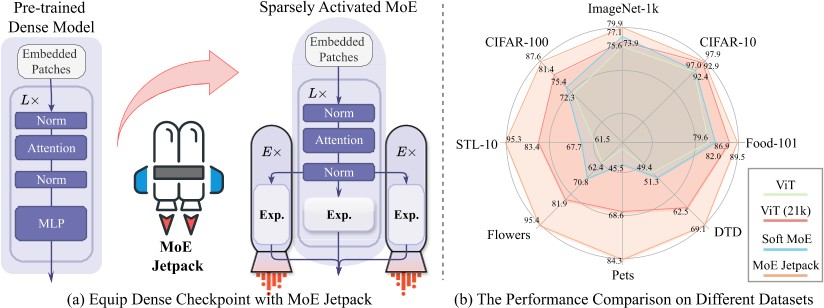 Pre-trained
Dense Model
Embedded
Patches
L×
Norm
Attention
Norm
MLP
MoE
Jetpack
Sparsely Activated MoE
Embedded
Patches
L×
Norm
Attention
Norm
E×
E×
Exp.
Exp.
Exp.
(a) Equip Dense Checkpoint with MoE Jetpack
ImageNet-1k
79.9
77.1
75.6
73.9
CIFAR-10
97.9
97.0
92.9
92.4
CIFAR-100
87.6
81.4
75.4
72.3
STL-10
95.3
83.4
67.7
61.5
Food-101
79.6
86.9
82.0
89.5
Flowers
95.4
81.9
70.8
62.4
Pets
84.3
68.6
45.5
DTD
69.1
62.5
51.3
49.4
ViT
ViT (21k)
Soft MoE
MoE Jetpack
(b) The Performance Comparison on Different Datasets